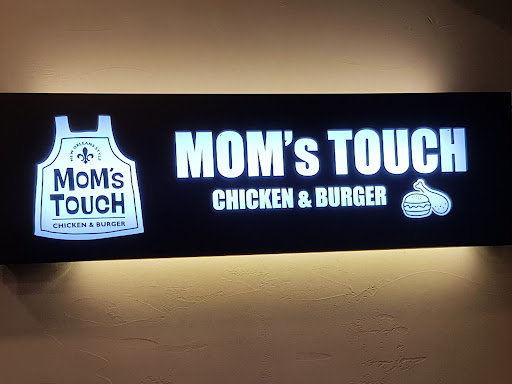 NEW ORLEANS STYLE
MOM'S
TOUCH
CHICKEN & BURGER
MOM's TOUCH
CHICKEN & BURGER